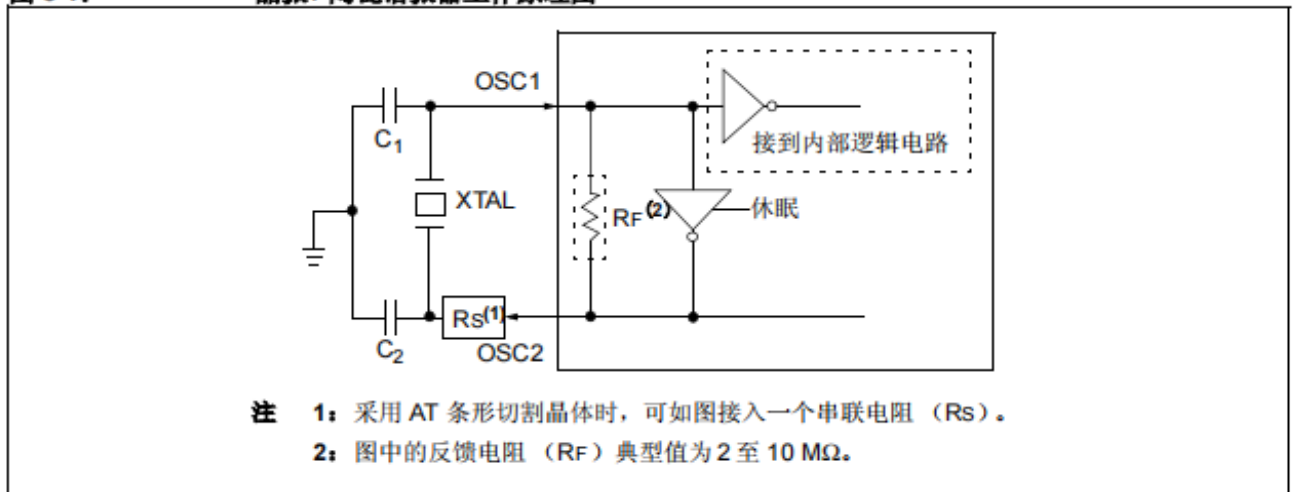 OSC1
C1
接到内部逻辑电路
XTAL
RF(2)
休眠
RS(1)
C2
OSC2
注 1：采用 AT 条形切割晶体时，可如图接入一个串联电阻 （RS）。
2：图中的反馈电阻 （RF）典型值为 2 至 10 MΩ。